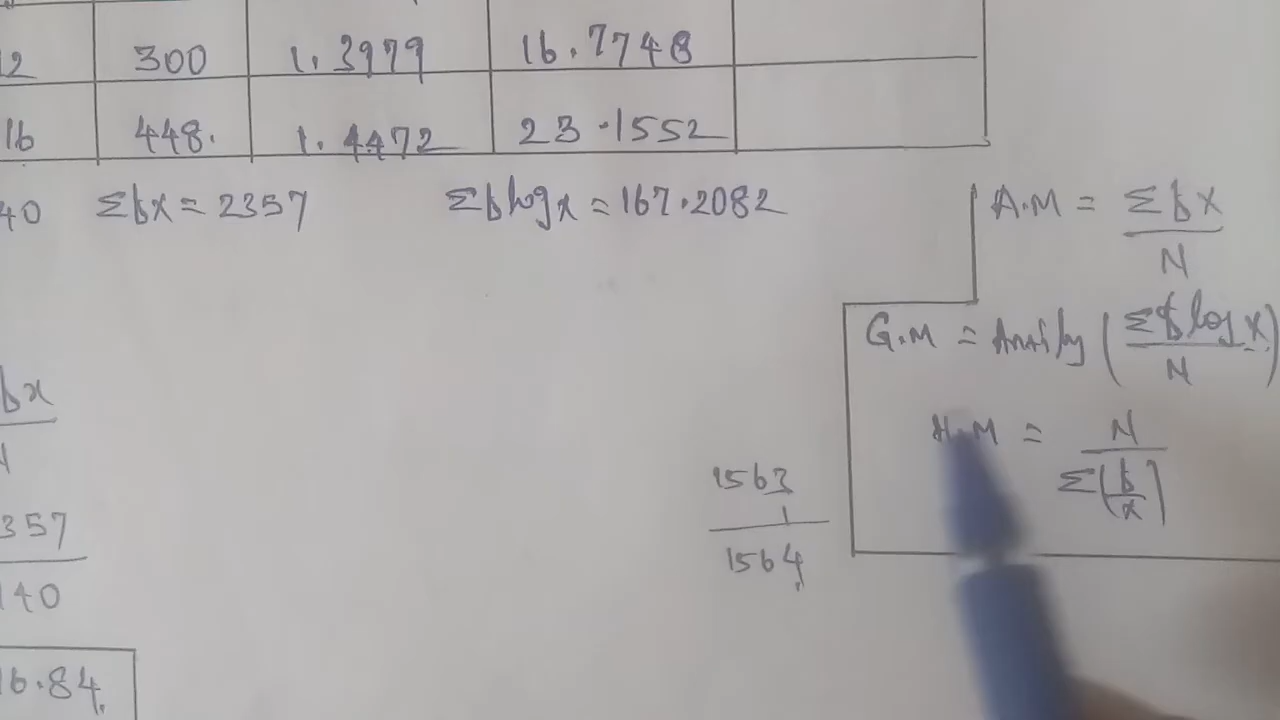 12 300 1.3979 16.7748
16 448. 1.4472 23.1552
40 Σfx = 2357 Σf log x = 167.2082
A.M = Σfx
N
G.M = Antilog (Σf log x
N)
fx
H.M = N
Σ(f/x)
1563
1
357
1564
140
16.84.